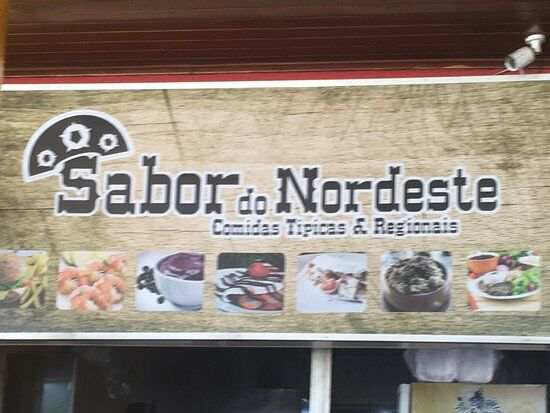 Sabor do Nordeste
Comidas Típicas & Regionais